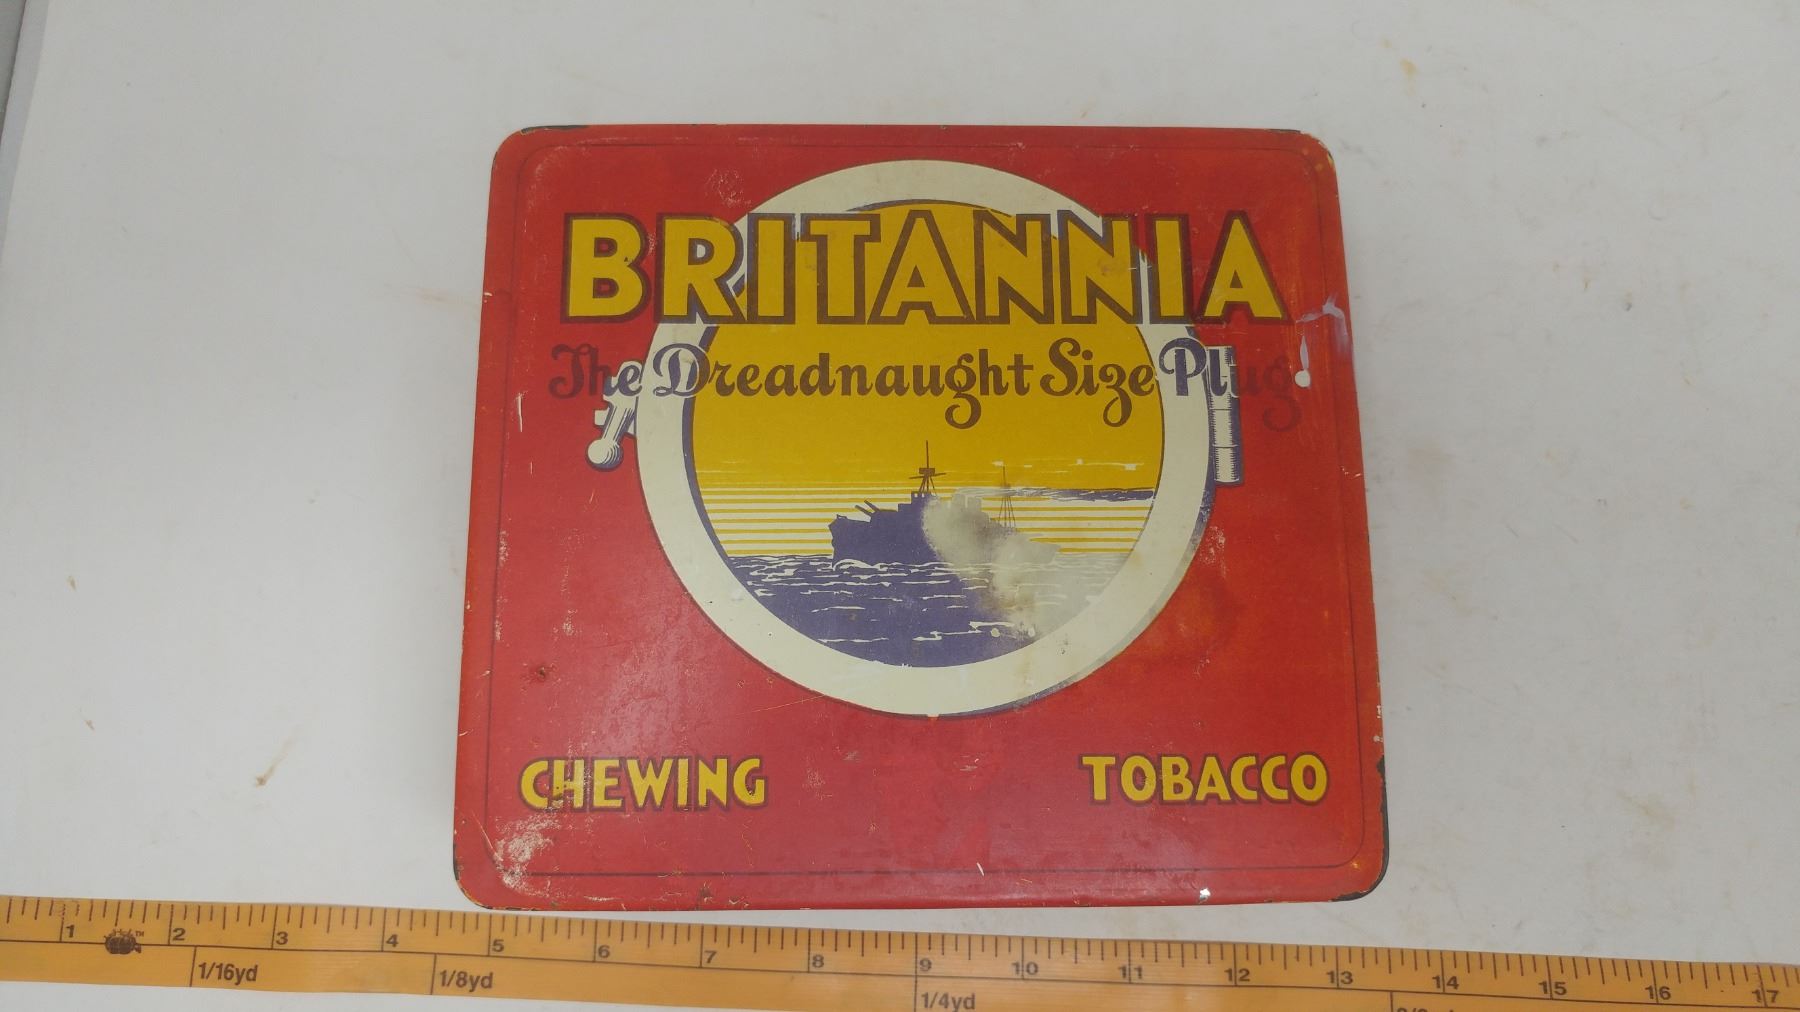 BRITANNIA
The Dreadnaught Size Plug
CHEWING TOBACCO
1 2 3 4 5 6 7 8 9 10 11 12 13 14 15 16 17
1/16yd 1/8yd 1/4yd